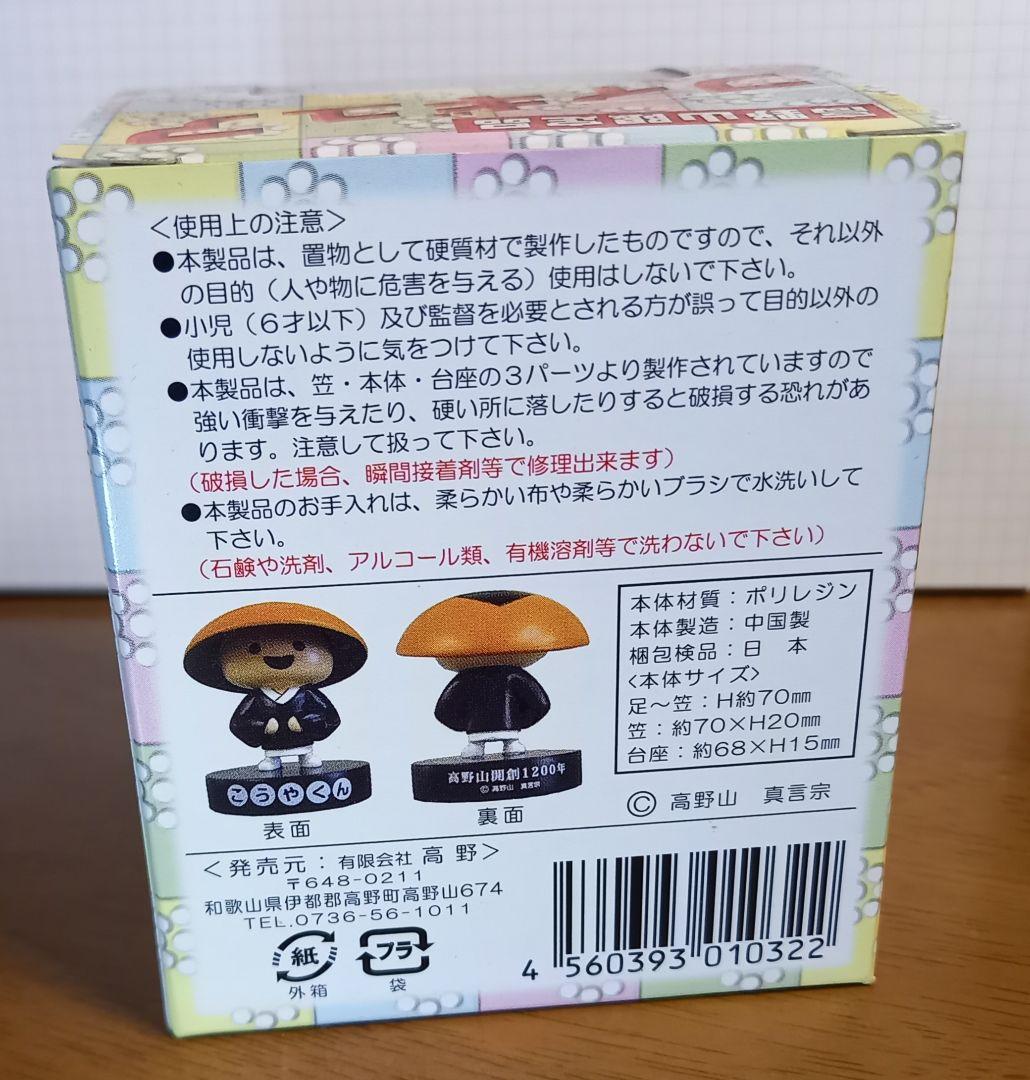 高野山限定品
＜使用上の注意＞
●本製品は、置物として硬質材で製作したものですので、それ以外
の目的（人や物に危害を与える）使用はしないで下さい。
●小児（6才以下）及び監督を必要とされる方が誤って目的以外の
使用しないように気をつけて下さい。
●本製品は、笠・本体・台座の3パーツより製作されていますので
強い衝撃を与えたり、硬い所に落したりすると破損する恐れがあ
ります。注意して扱って下さい。
（破損した場合、瞬間接着剤等で修理出来ます）
●本製品のお手入れは、柔らかい布や柔らかいブラシで水洗いして
下さい。
（石鹸や洗剤、アルコール類、有機溶剤等で洗わないで下さい）
こうやくん
表面
高野山開創1200年
©高野山 真言宗
裏面
本体材質：ポリレジン
本体製造：中国製
梱包検品：日 本
<本体サイズ>
足～笠：H約70㎜
笠：約70×H20㎜
台座：約68×H15㎜
© 高野山 真言宗
＜発売元：有限会社 高野＞
〒648-0211
和歌山県伊都郡高野町高野山674
TEL.0736-56-1011
紙
外箱
プラ
袋
4 560393 010322